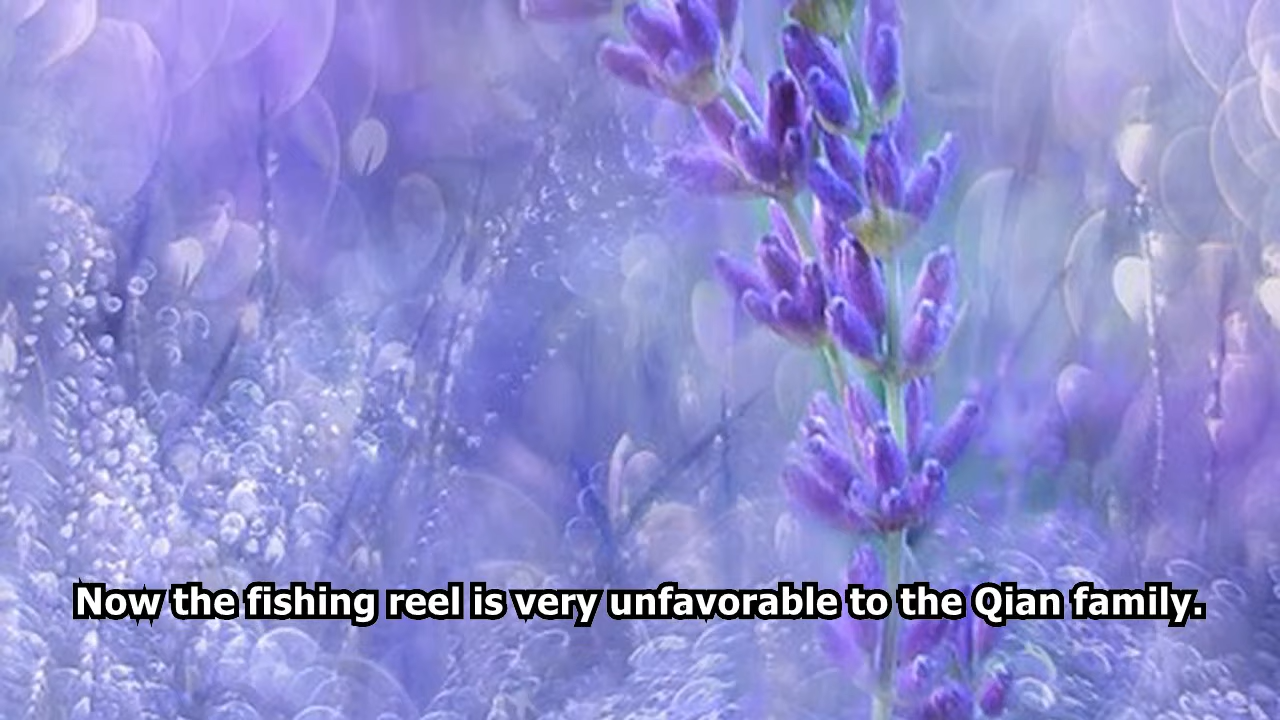 Now the fishing reel is very unfavorable to the Qian family.